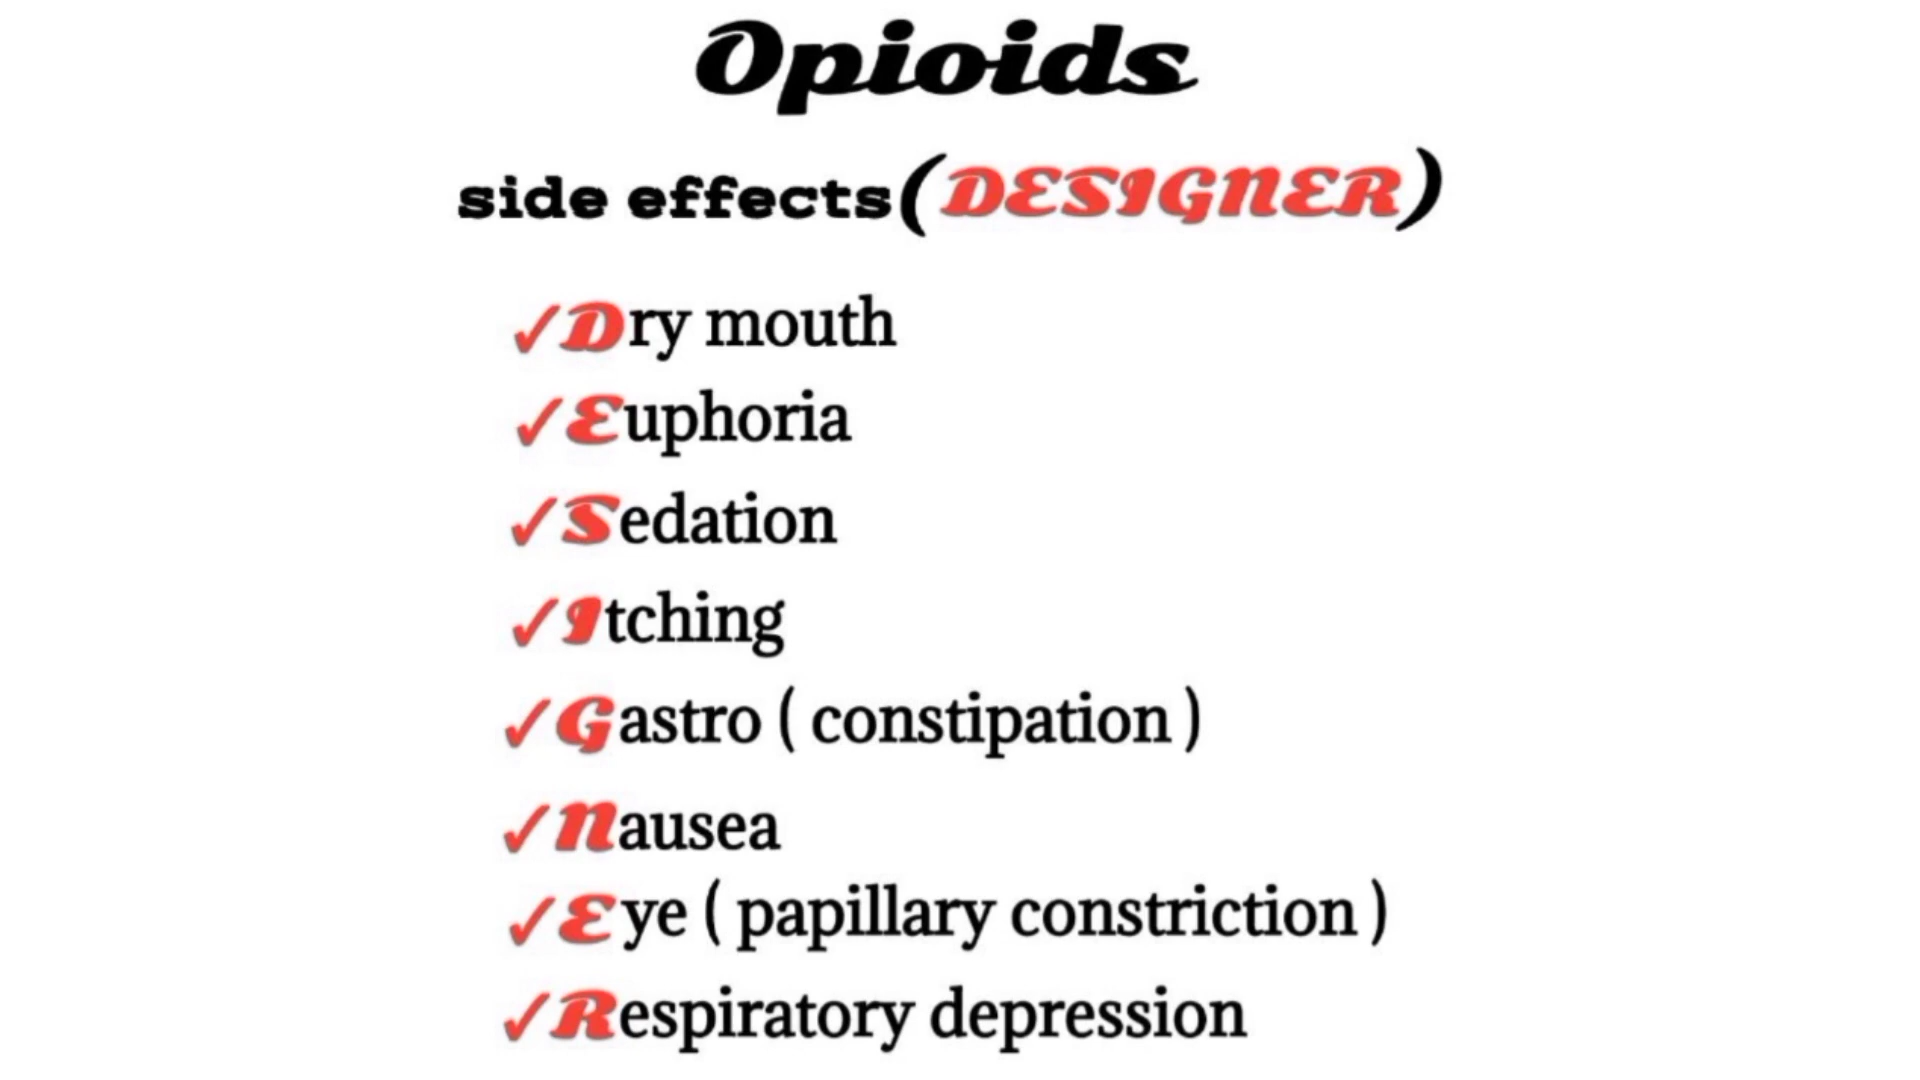 Opioids
side effects(DESIGNER)
✓Dry mouth
✓Euphoria
✓Sedation
✓Itching
✓Gastro ( constipation )
✓Nausea
✓Eye ( papillary constriction )
✓Respiratory depression